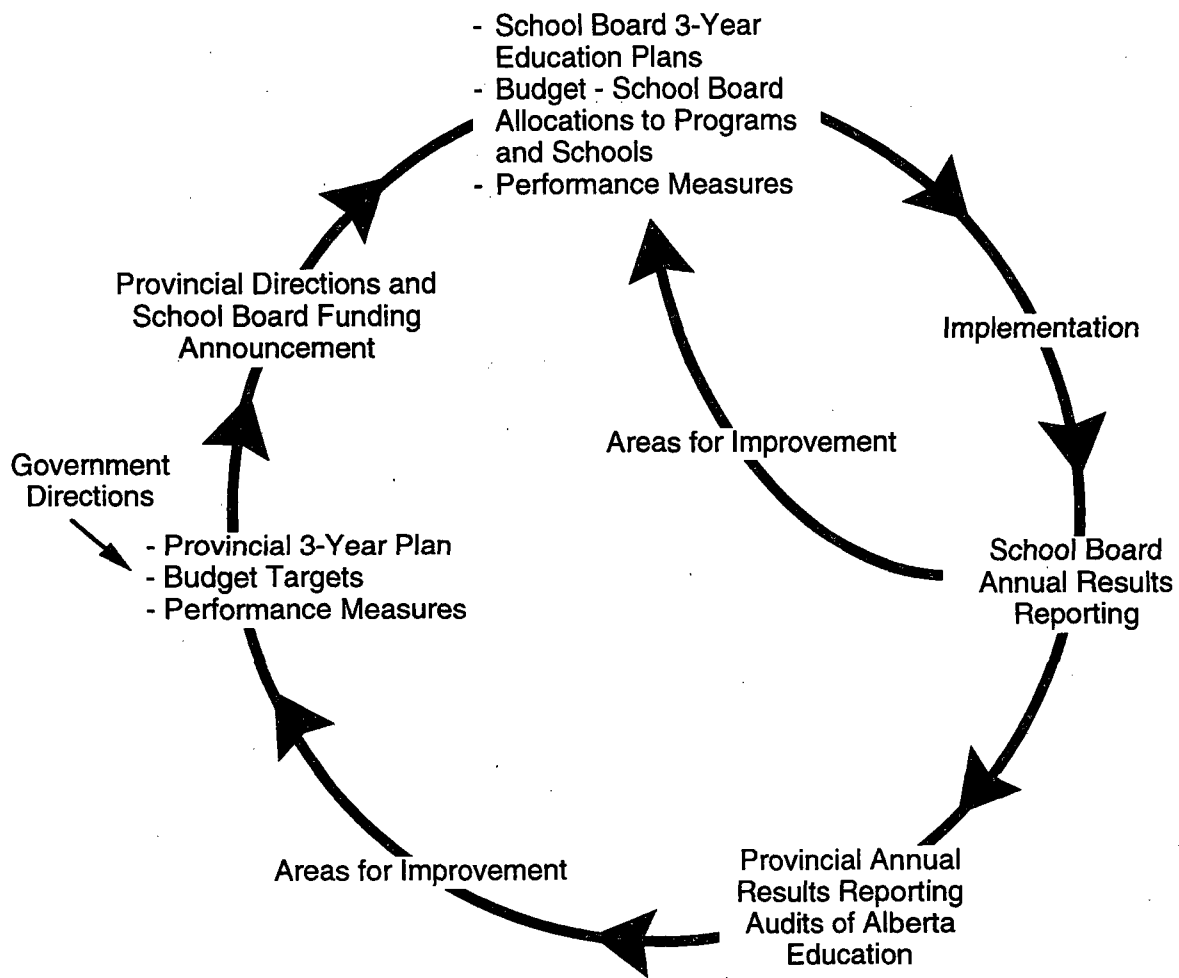 - School Board 3-Year
Education Plans
- Budget - School Board
Allocations to Programs
and Schools
- Performance Measures
Provincial Directions and
School Board Funding
Announcement
Implementation
Areas for Improvement
Government
Directions
- Provincial 3-Year Plan
- Budget Targets
- Performance Measures
School Board
Annual Results
Reporting
Areas for Improvement
Provincial Annual
Results Reporting
Audits of Alberta
Education